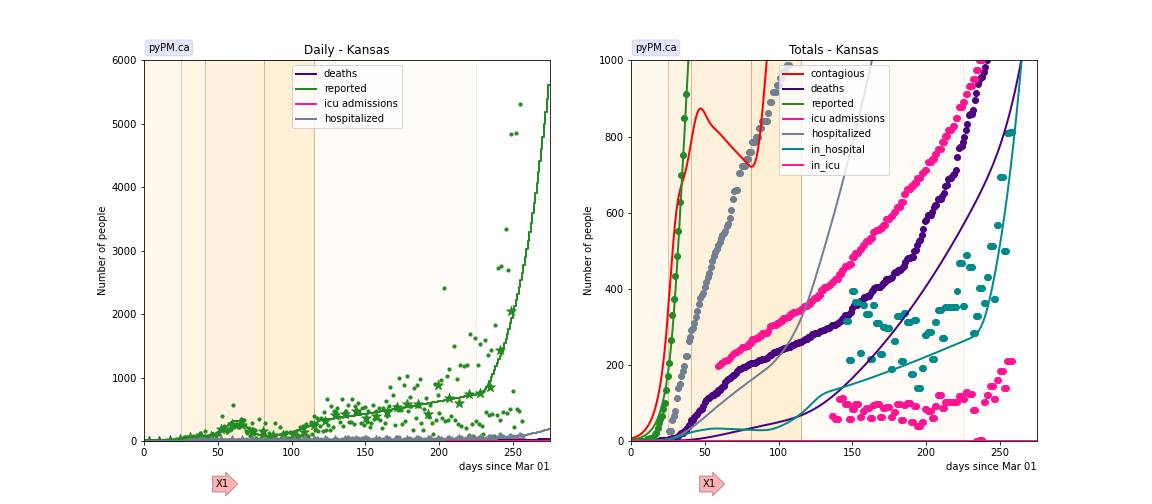 pyPM.ca
Daily - Kansas
6000
5000
4000
3000
2000
1000
0
Number of people
deaths
reported
icu admissions
hospitalized
0
50
100
150
200
250
days since Mar 01
X1
pyPM.ca
Totals - Kansas
1000
800
600
400
200
0
Number of people
contagious
deaths
reported
icu admissions
hospitalized
in_hospital
in_icu
0
50
100
150
200
250
days since Mar 01
X1